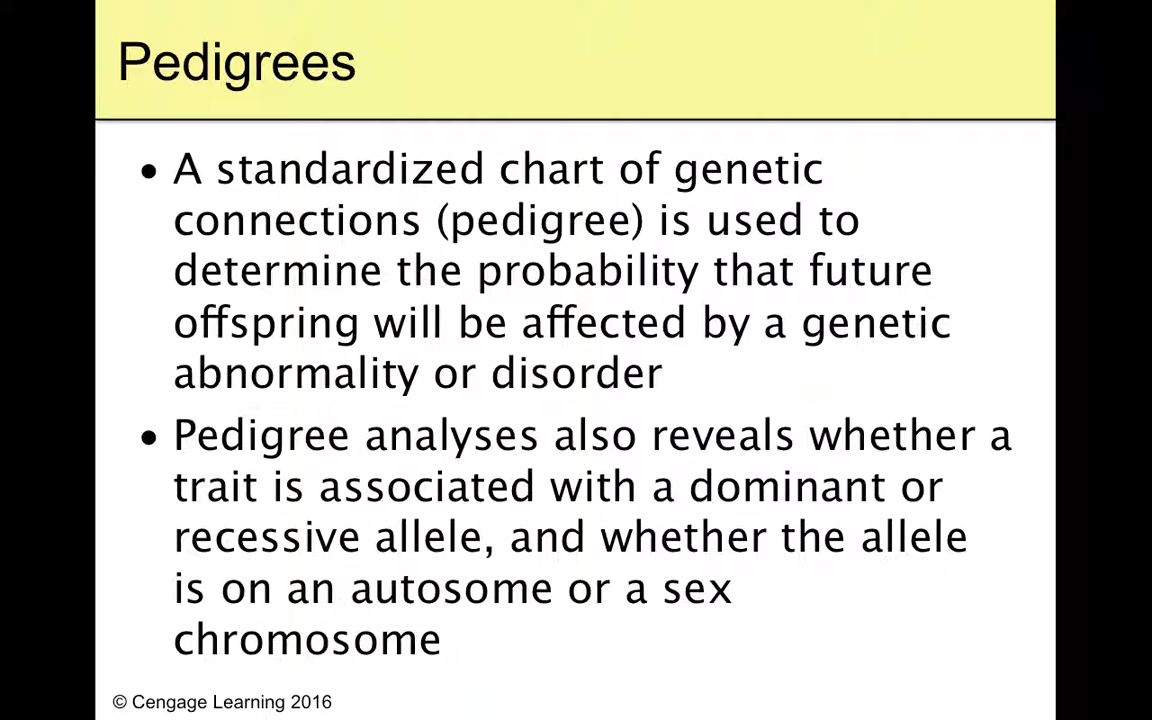 Pedigrees
• A standardized chart of genetic
connections (pedigree) is used to
determine the probability that future
offspring will be affected by a genetic
abnormality or disorder
• Pedigree analyses also reveals whether a
trait is associated with a dominant or
recessive allele, and whether the allele
is on an autosome or a sex
chromosome
© Cengage Learning 2016